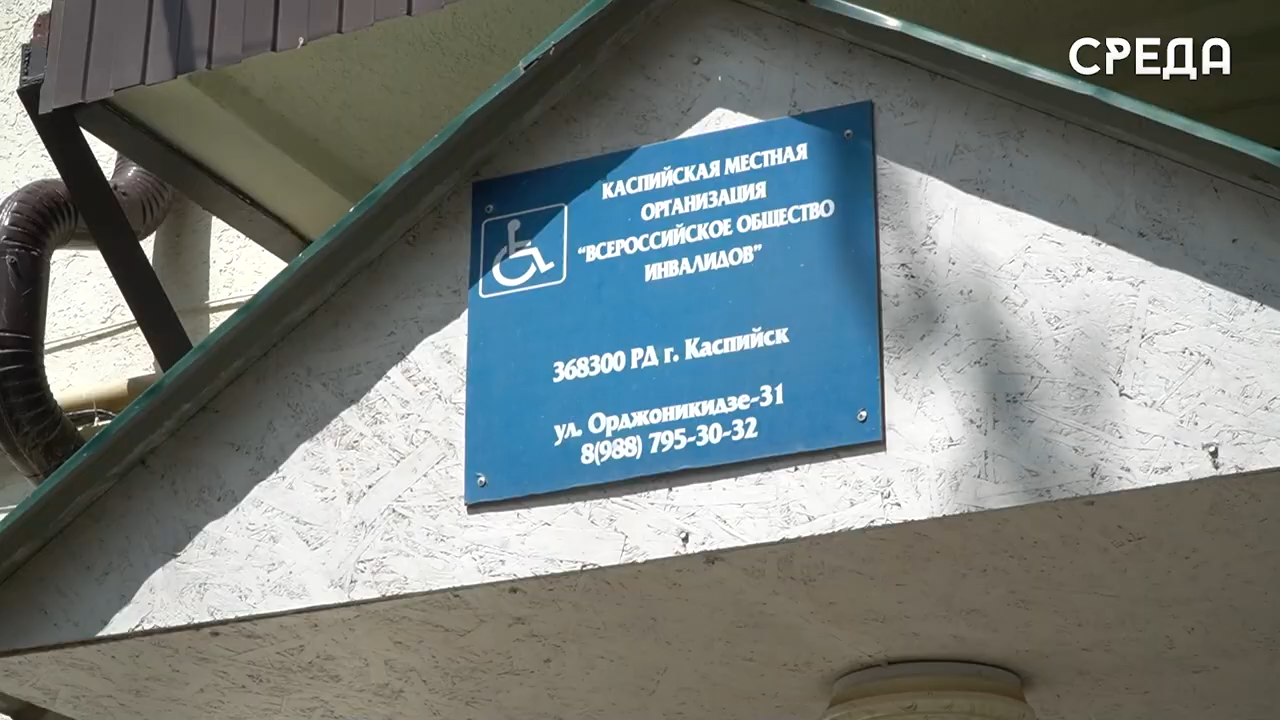 СРЕДА
КАСПИЙСКАЯ МЕСТНАЯ
ОРГАНИЗАЦИЯ
"ВСЕРОССИЙСКОЕ ОБЩЕСТВО
ИНВАЛИДОВ"
368300 РД г. Каспийск
ул. Орджоникидзе-31
8(988) 795-30-32